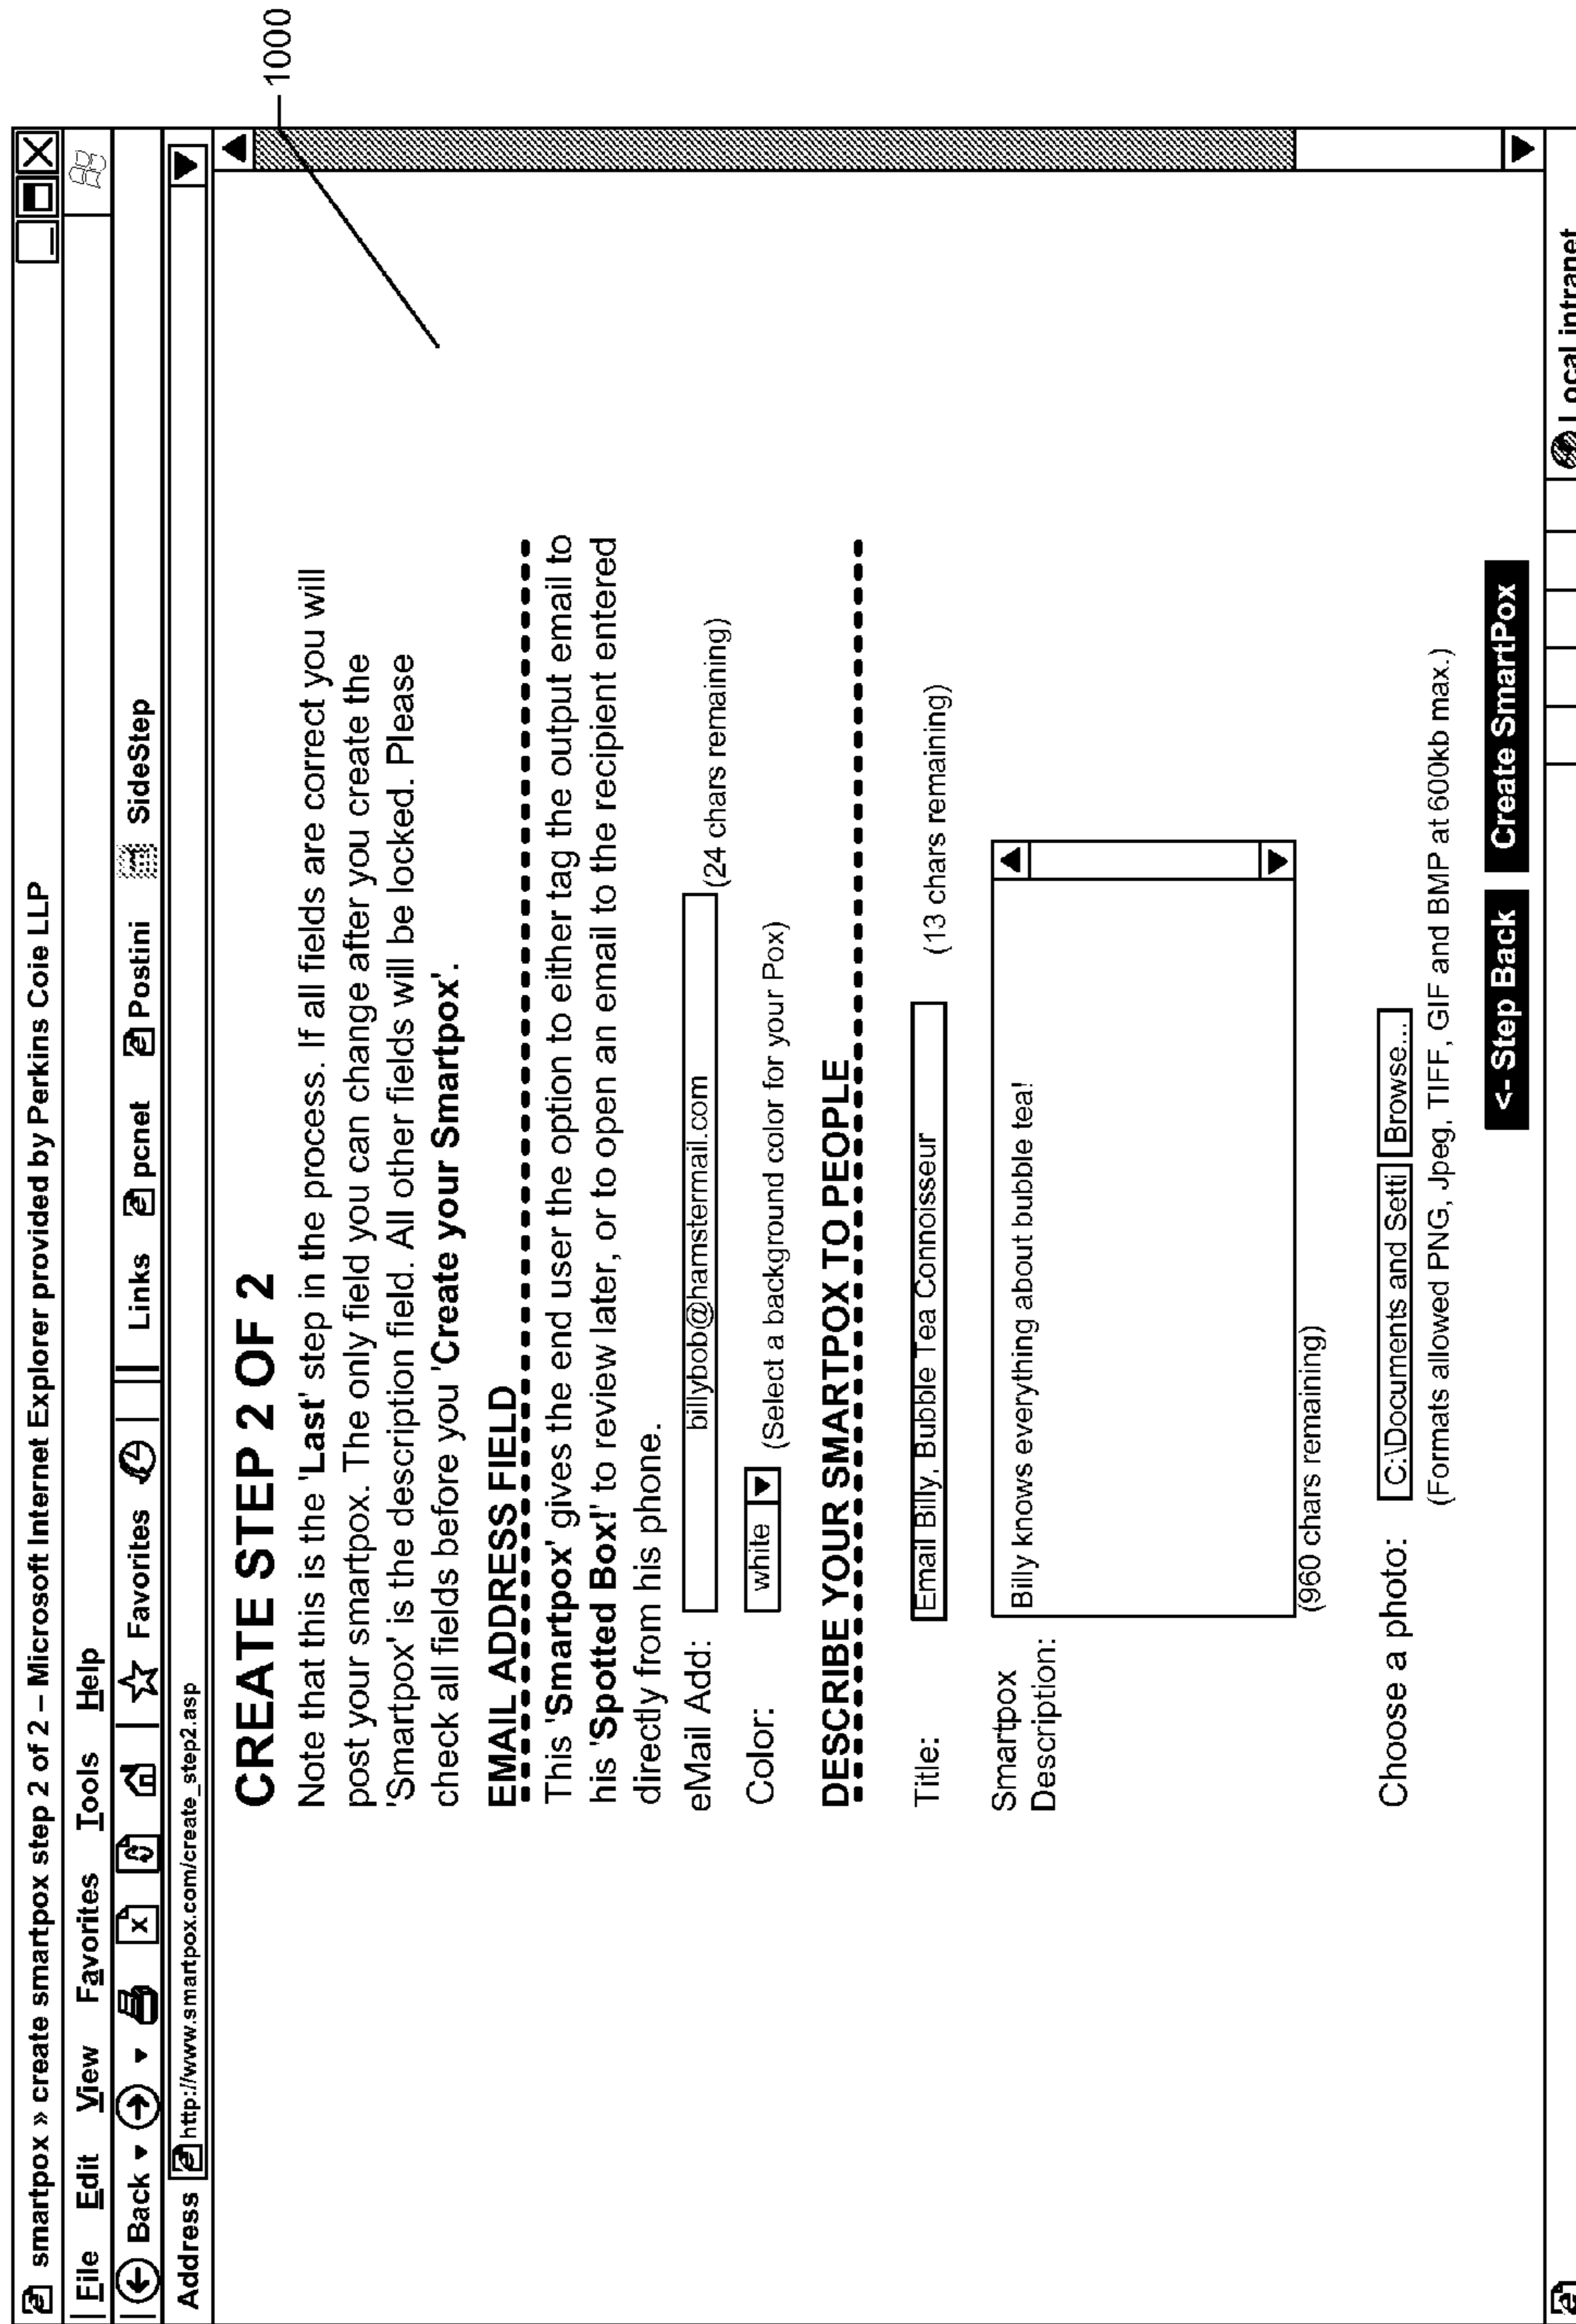 smartpox » create smartpox step 2 of 2 – Microsoft Internet Explorer provided by Perkins Coie LLP
File Edit View Favorites Tools Help
Back Favorites Links pcnet Postini SideStep
Address http://www.smartpox.com/create_step2.asp
1000
CREATE STEP 2 OF 2
Note that this is the 'Last' step in the process. If all fields are correct you will
post your smartpox. The only field you can change after you create the
'Smartpox' is the description field. All other fields will be locked. Please
check all fields before you 'Create your Smartpox'.
EMAIL ADDRESS FIELD
This 'Smartpox' gives the end user the option to either tag the output email to
his 'Spotted Box!' to review later, or to open an email to the recipient entered
directly from his phone.
eMail Add: billybob@hamstermail.com (24 chars remaining)
Color: white (Select a background color for your Pox)
DESCRIBE YOUR SMARTPOX TO PEOPLE
Title: Email Billy, Bubble Tea Connoisseur (13 chars remaining)
Smartpox
Description:
Billy knows everything about bubble tea!
(960 chars remaining)
Choose a photo: C:\Documents and Setti Browse...
(Formats allowed PNG, Jpeg, TIFF, GIF and BMP at 600kb max.)
<- Step Back Create SmartPox
Local intranet